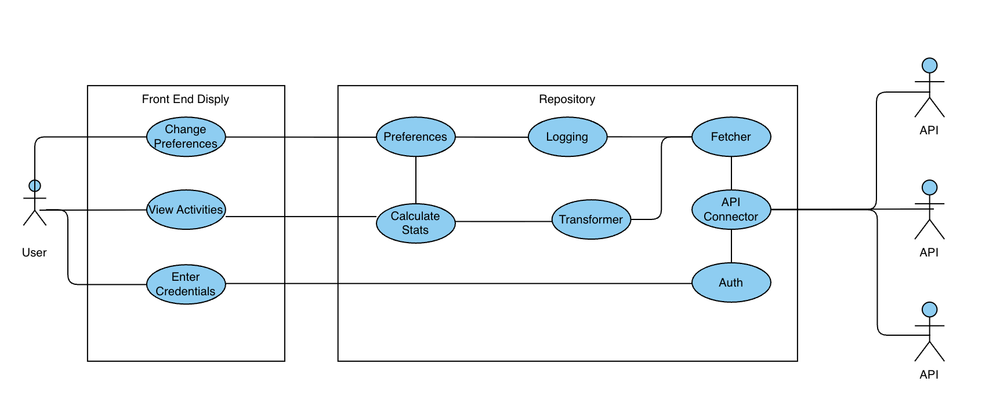 Front End Disply
Repository
Change
Preferences
Preferences
Logging
Fetcher
API
View Activities
Calculate
Stats
Transformer
API
Connector
User
API
Enter
Credentials
Auth
API